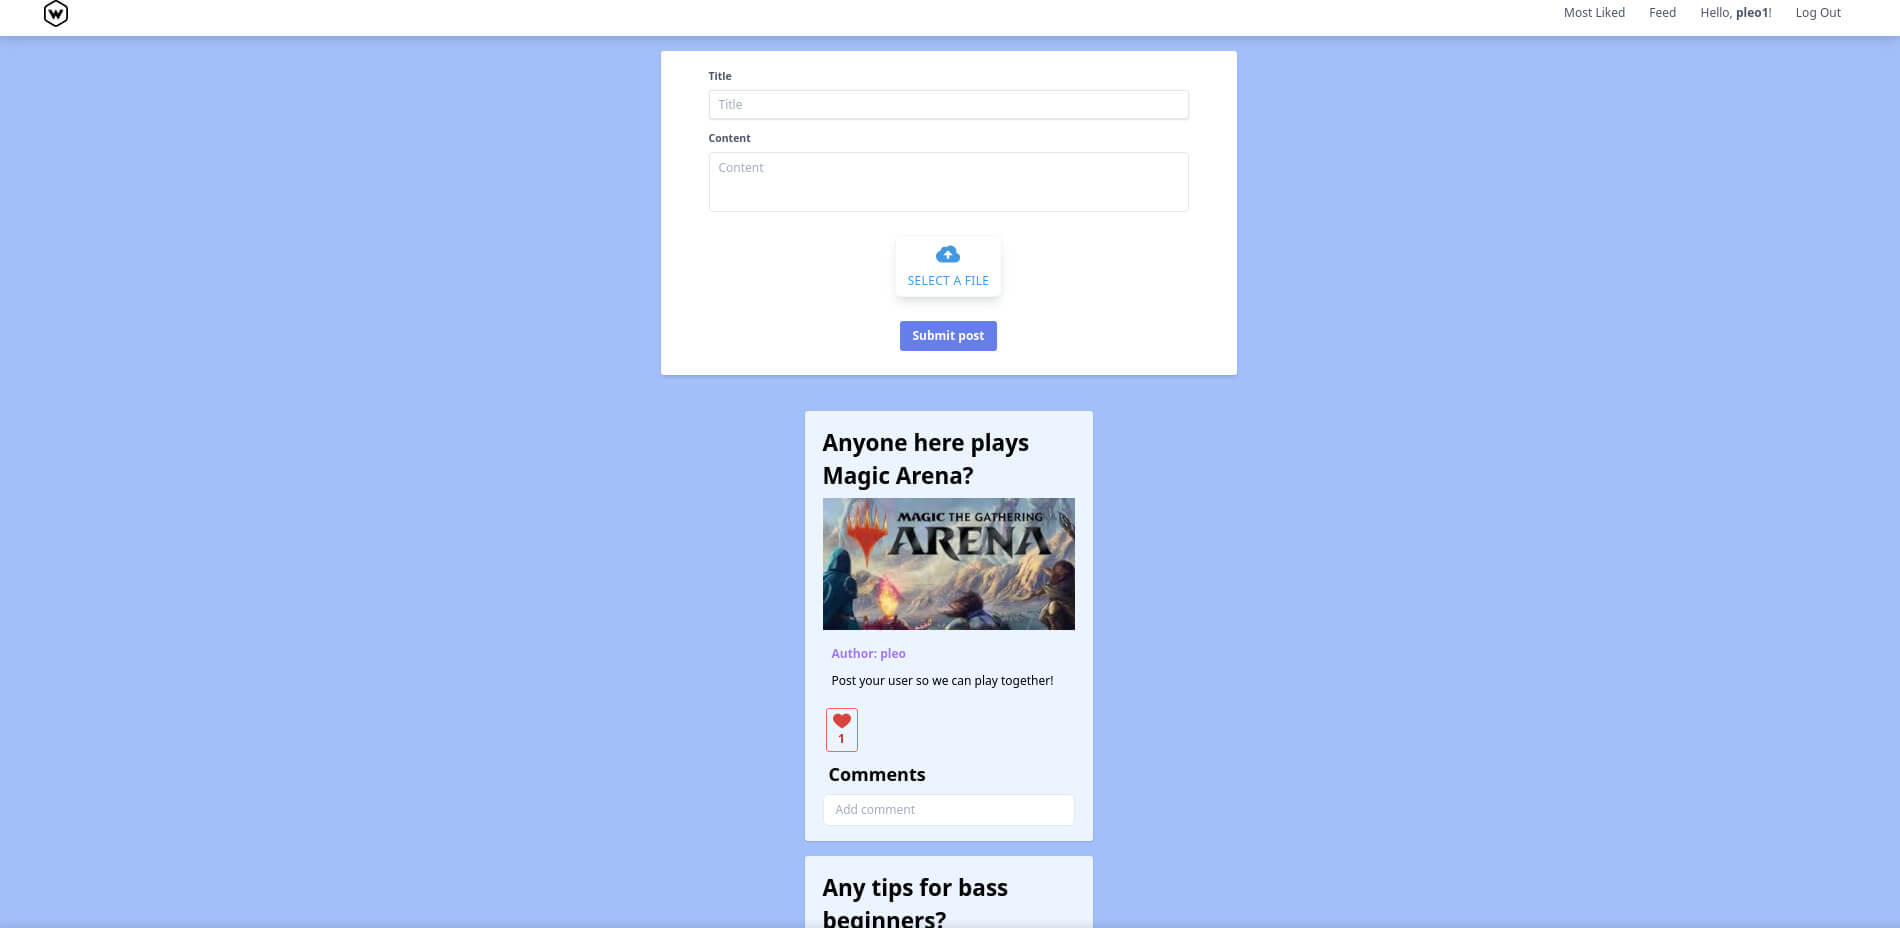 W
Most Liked Feed Hello, pleo1! Log Out
Title
Title
Content
Content
SELECT A FILE
Submit post
Anyone here plays
Magic Arena?
MAGIC THE GATHERING
ARENA
Author: pleo
Post your user so we can play together!
1
Comments
Add comment
Any tips for bass
beginners?